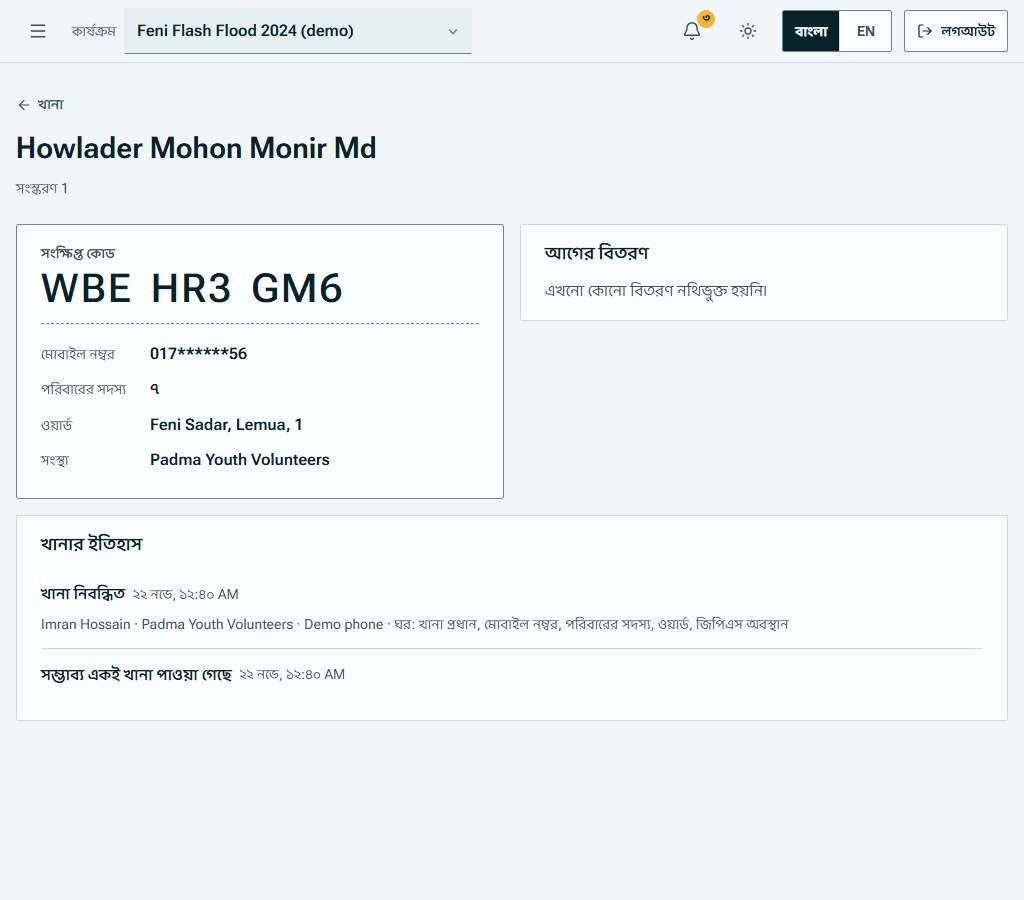 কার্যক্রম Feni Flash Flood 2024 (demo) ৩ বাংলা EN লগআউট
খানা
Howlader Mohon Monir Md
সংস্করণ 1
সংক্ষিপ্ত কোড
WBE HR3 GM6
মোবাইল নম্বর 017******56
পরিবারের সদস্য ৭
ওয়ার্ড Feni Sadar, Lemua, 1
সংস্থা Padma Youth Volunteers
আগের বিতরণ
এখনো কোনো বিতরণ নথিভুক্ত হয়নি।
খানার ইতিহাস
খানা নিবন্ধিত ২২ নভে, ১২:৪০ AM
Imran Hossain · Padma Youth Volunteers · Demo phone · ঘর: খানা প্রধান, মোবাইল নম্বর, পরিবারের সদস্য, ওয়ার্ড, জিপিএস অবস্থান
সম্ভাব্য একই খানা পাওয়া গেছে ২২ নভে, ১২:৪০ AM